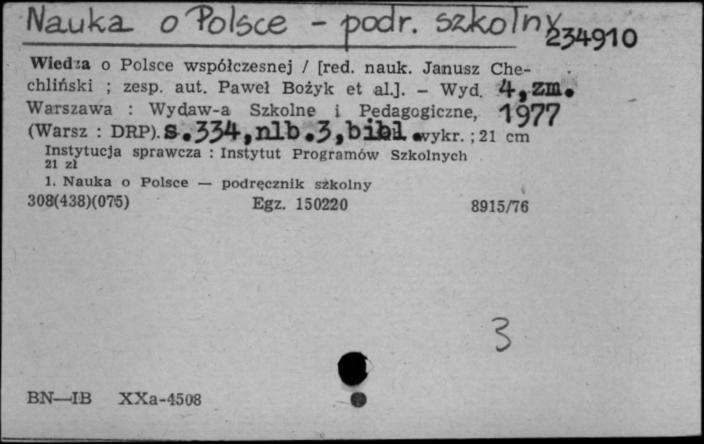 Nauka o Polsce - podr. szkolny
234910
Wiedza o Polsce współczesnej / [red. nauk. Janusz Che-
chliński ; zesp. aut. Paweł Bożyk et al.]. - Wyd. 4, zm.
Warszawa : Wydaw-a Szkolne i Pedagogiczne, 1977
(Warsz : DRP). s.334, nlb.3, bibl. wykr. ; 21 cm
Instytucja sprawcza : Instytut Programów Szkolnych
21 zł
1. Nauka o Polsce — podręcznik szkolny
308(438)(075) Egz. 150220 8915/76
3
BN—IB XXa-4508